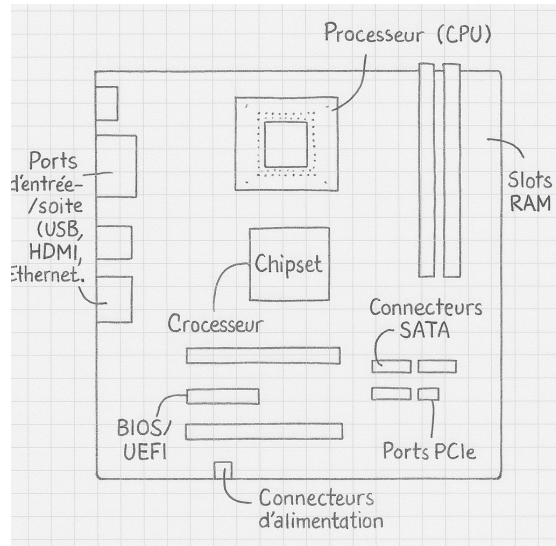 Processeur (CPU)
Ports
d'entrée-
/soite
(USB,
HDMI,
Ethernet.
Slots
RAM
Chipset
Crocesseur
Connecteurs
SATA
BIOS/
UEFI
Ports PCIe
Connecteurs
d'alimentation